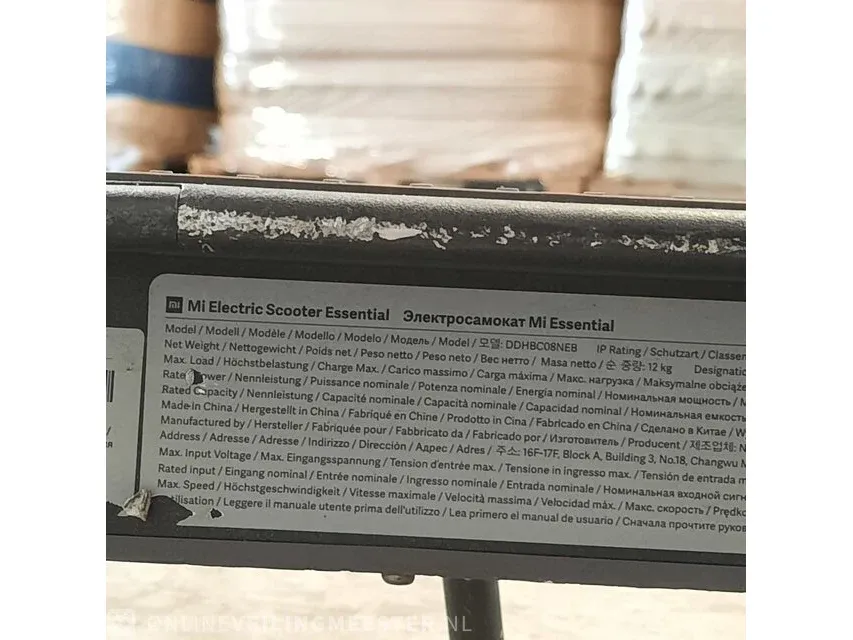 mi Mi Electric Scooter Essential Электросамокат Mi Essential
Model / Modell / Modèle / Modello / Modelo / Модель / Model / 모델: DDHBC08NEB IP Rating / Schutzart / Classem
Net Weight / Nettogewicht / Poids net / Peso netto / Peso neto / Вес нетто / Masa netto / 순 중량: 12 kg Designatio
Max. Load / Höchstbelastung / Charge Max. / Carico massimo / Carga máxima / Макс. нагрузка / Maksymalne obciąże
Rated Power / Nennleistung / Puissance nominale / Potenza nominale / Energía nominal / Номинальная мощность / M
Rated Capacity / Nennleistung / Capacité nominale / Capacità nominale / Capacidad nominal / Номинальная емкость
Made in China / Hergestellt in China / Fabriqué en Chine / Prodotto in Cina / Fabricado en China / Сделано в Китае / W
Manufactured by / Hersteller / Fabriquée pour / Fabbricato da / Fabricado por / Изготовитель / Producent / 제조업체: N
Address / Adresse / Adresse / Indirizzo / Dirección / Адрес / Adres / 주소: 16F-17F, Block A, Building 3, No.18, Changwu M
Max. Input Voltage / Max. Eingangsspannung / Tension d'entrée max. / Tensione in ingresso max. / Tensión de entrada m
Rated input / Eingang nominal / Entrée nominale / Ingresso nominale / Entrada nominale / Номинальная входной сигн
Max. Speed / Höchstgeschwindigkeit / Vitesse maximale / Velocità massima / Velocidad máx. / Макс. скорость / Prędko
utilisation / Leggere il manuale utente prima dell'utilizzo / Lea primero el manual de usuario / Сначала прочтите руков
ONLINEVEILINGMEESTER.NL